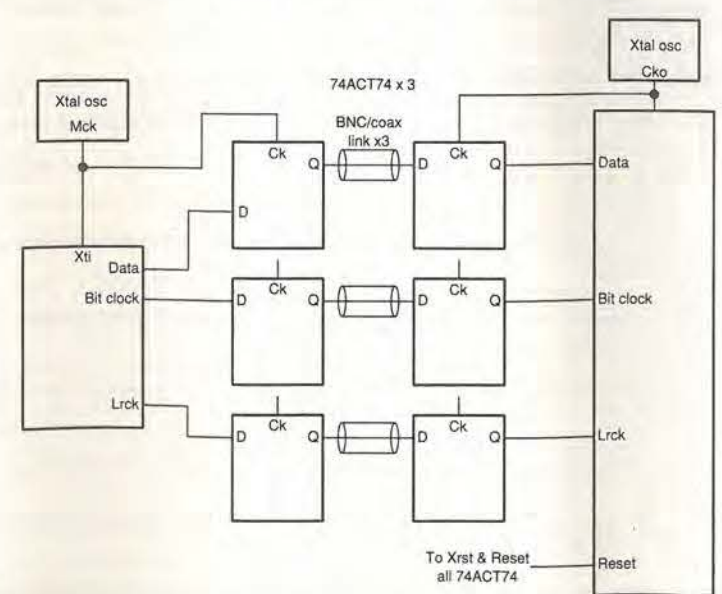 Xtal osc
Cko
74ACT74 x 3
Xtal osc
Mck
BNC/coax
link x3
Ck
Q
D
Ck
Q
Data
D
Xti
Data
Bit clock
D
Ck
Q
D
Ck
Q
Bit clock
Lrck
D
Ck
Q
D
Ck
Q
Lrck
To Xrst & Reset
all 74ACT74
Reset